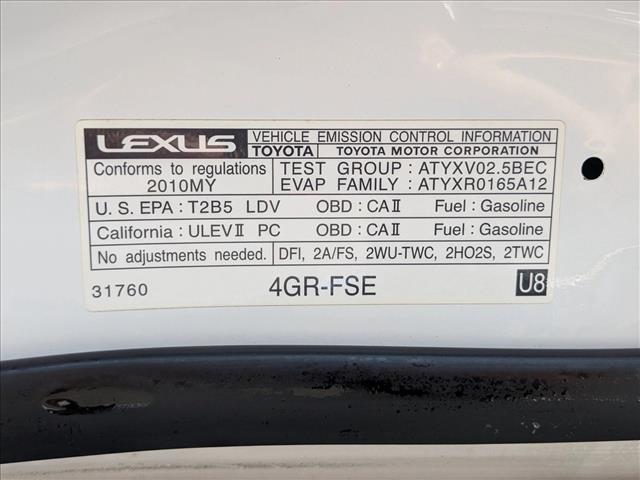 LEXUS VEHICLE EMISSION CONTROL INFORMATION
TOYOTA TOYOTA MOTOR CORPORATION
Conforms to regulations TEST GROUP : ATYXV02.5BEC
2010MY EVAP FAMILY : ATYXR0165A12
U. S. EPA : T2B5 LDV OBD : CAⅡ Fuel : Gasoline
California : ULEVⅡ PC OBD : CAⅡ Fuel : Gasoline
No adjustments needed. DFI, 2A/FS, 2WU-TWC, 2HO2S, 2TWC
31760 4GR-FSE U8